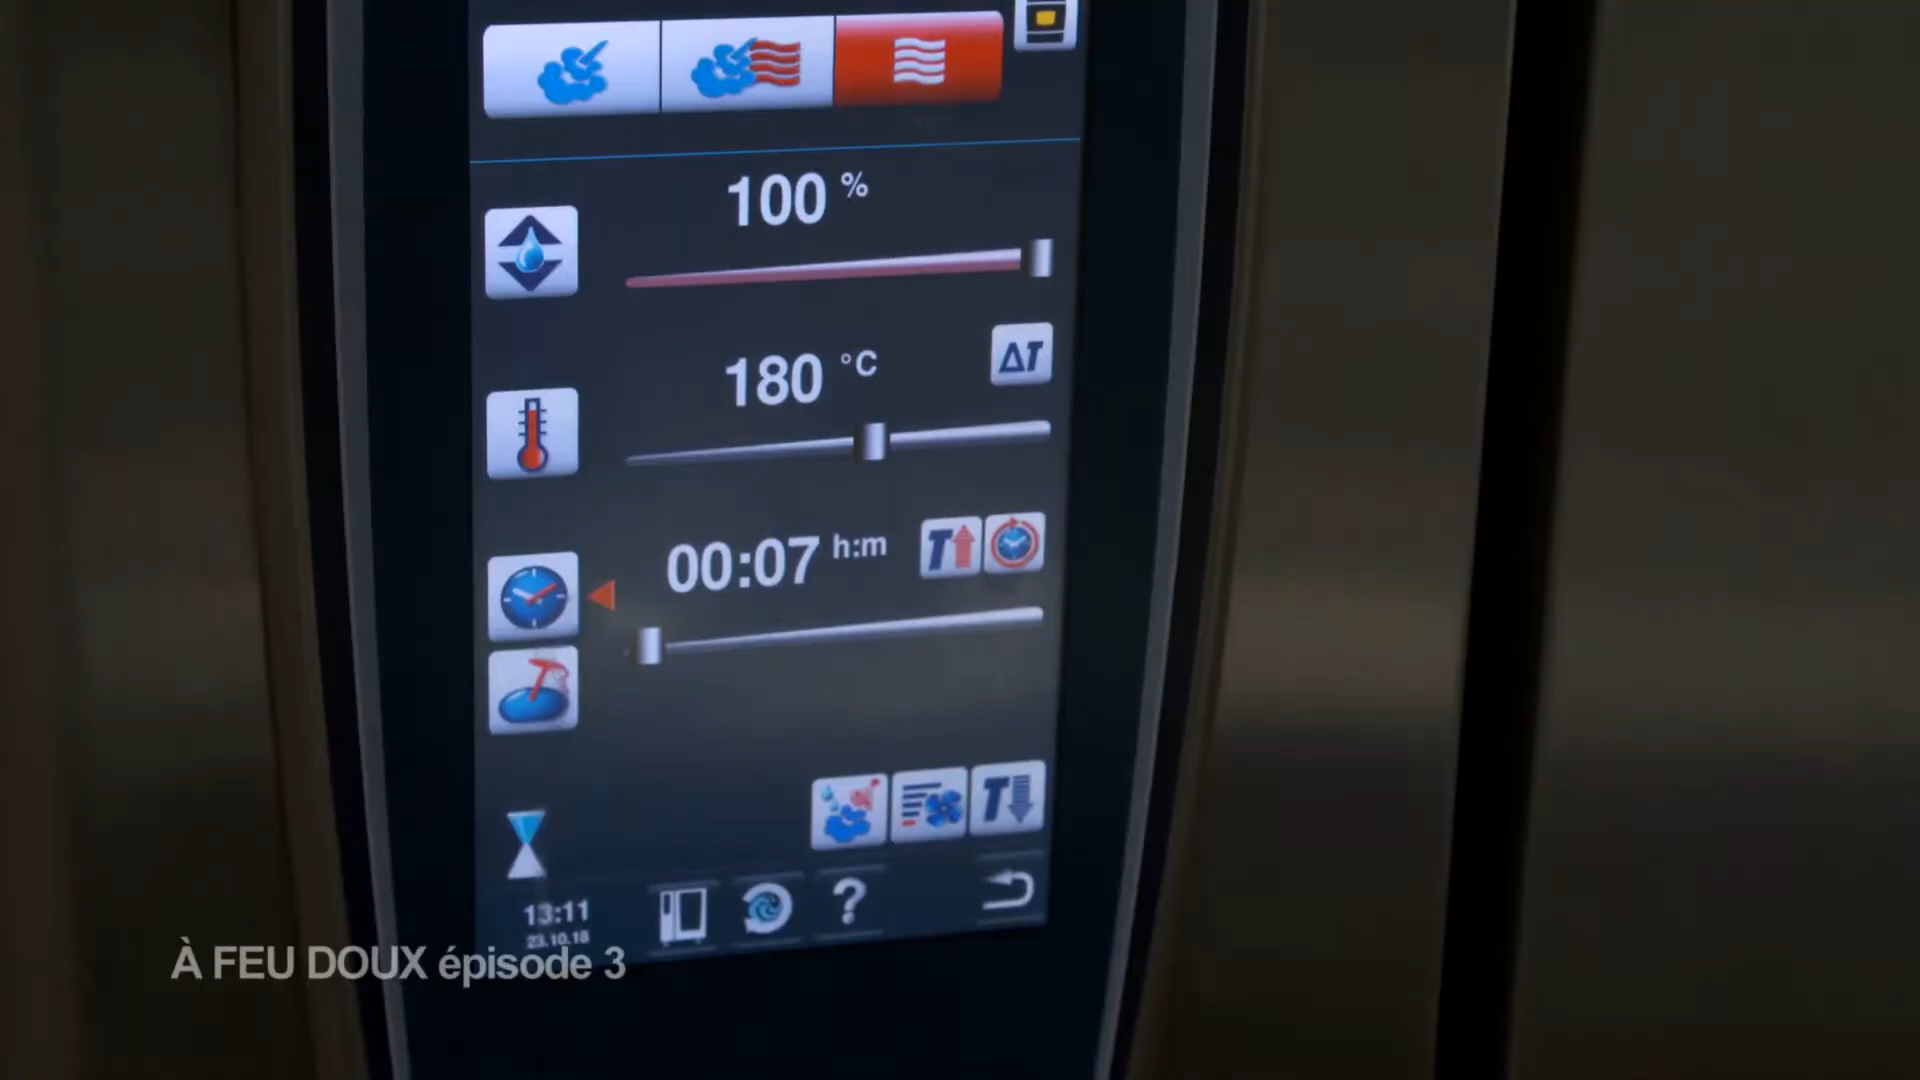 100 %
180 °C
ΔT
00:07 h:m
T
T
13:11
?
23.10.18
À FEU DOUX épisode 3